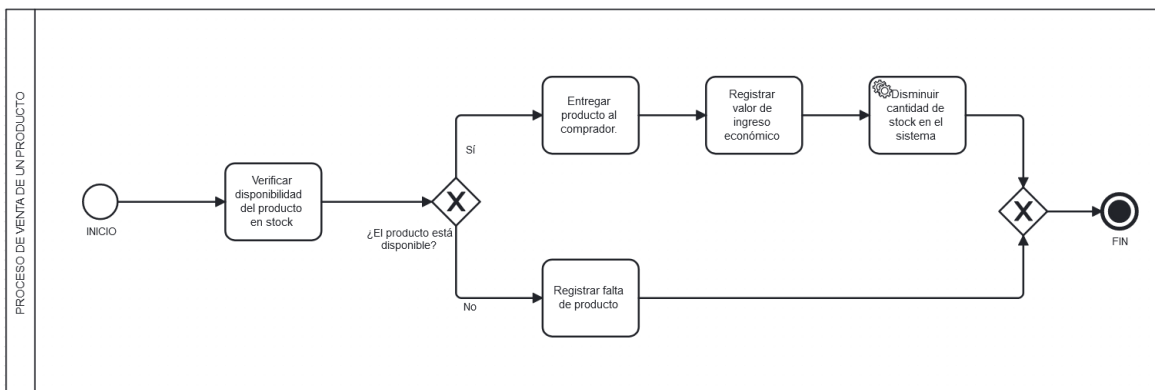 PROCESO DE VENTA DE UN PRODUCTO
INICIO
Verificar
disponibilidad
del producto
en stock
¿El producto está
disponible?
Sí
Entregar
producto al
comprador.
Registrar
valor de
ingreso
económico
Disminuir
cantidad de
stock en el
sistema
No
Registrar falta
de producto
FIN